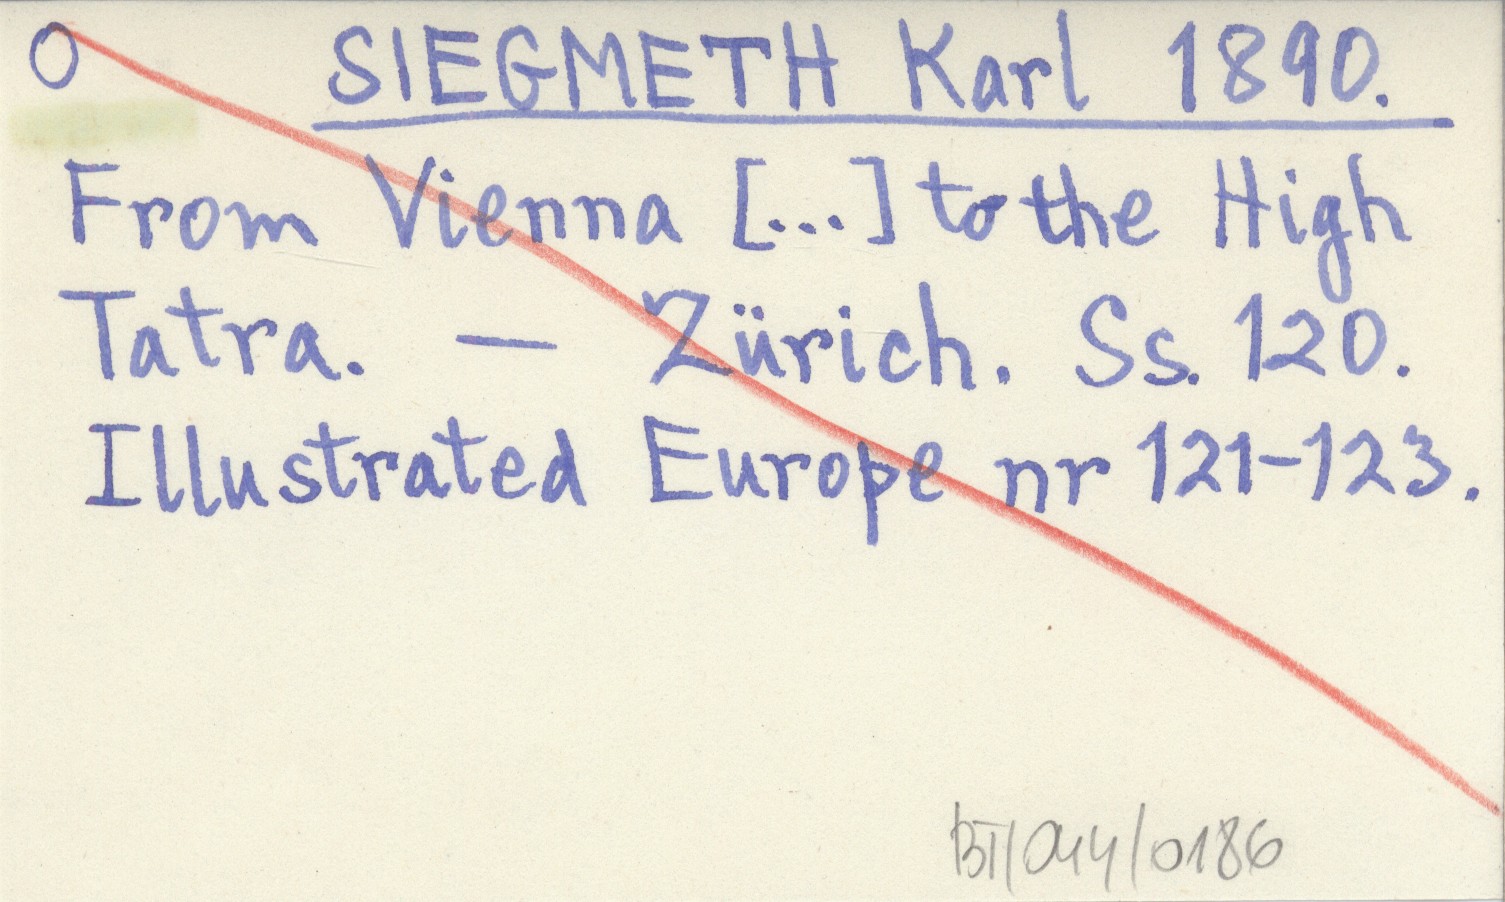 O SIEGMETH Karl 1890.
From Vienna [...] to the High
Tatra. — Zürich. Ss. 120.
Illustrated Europe nr 121-123.
BT/044/0186